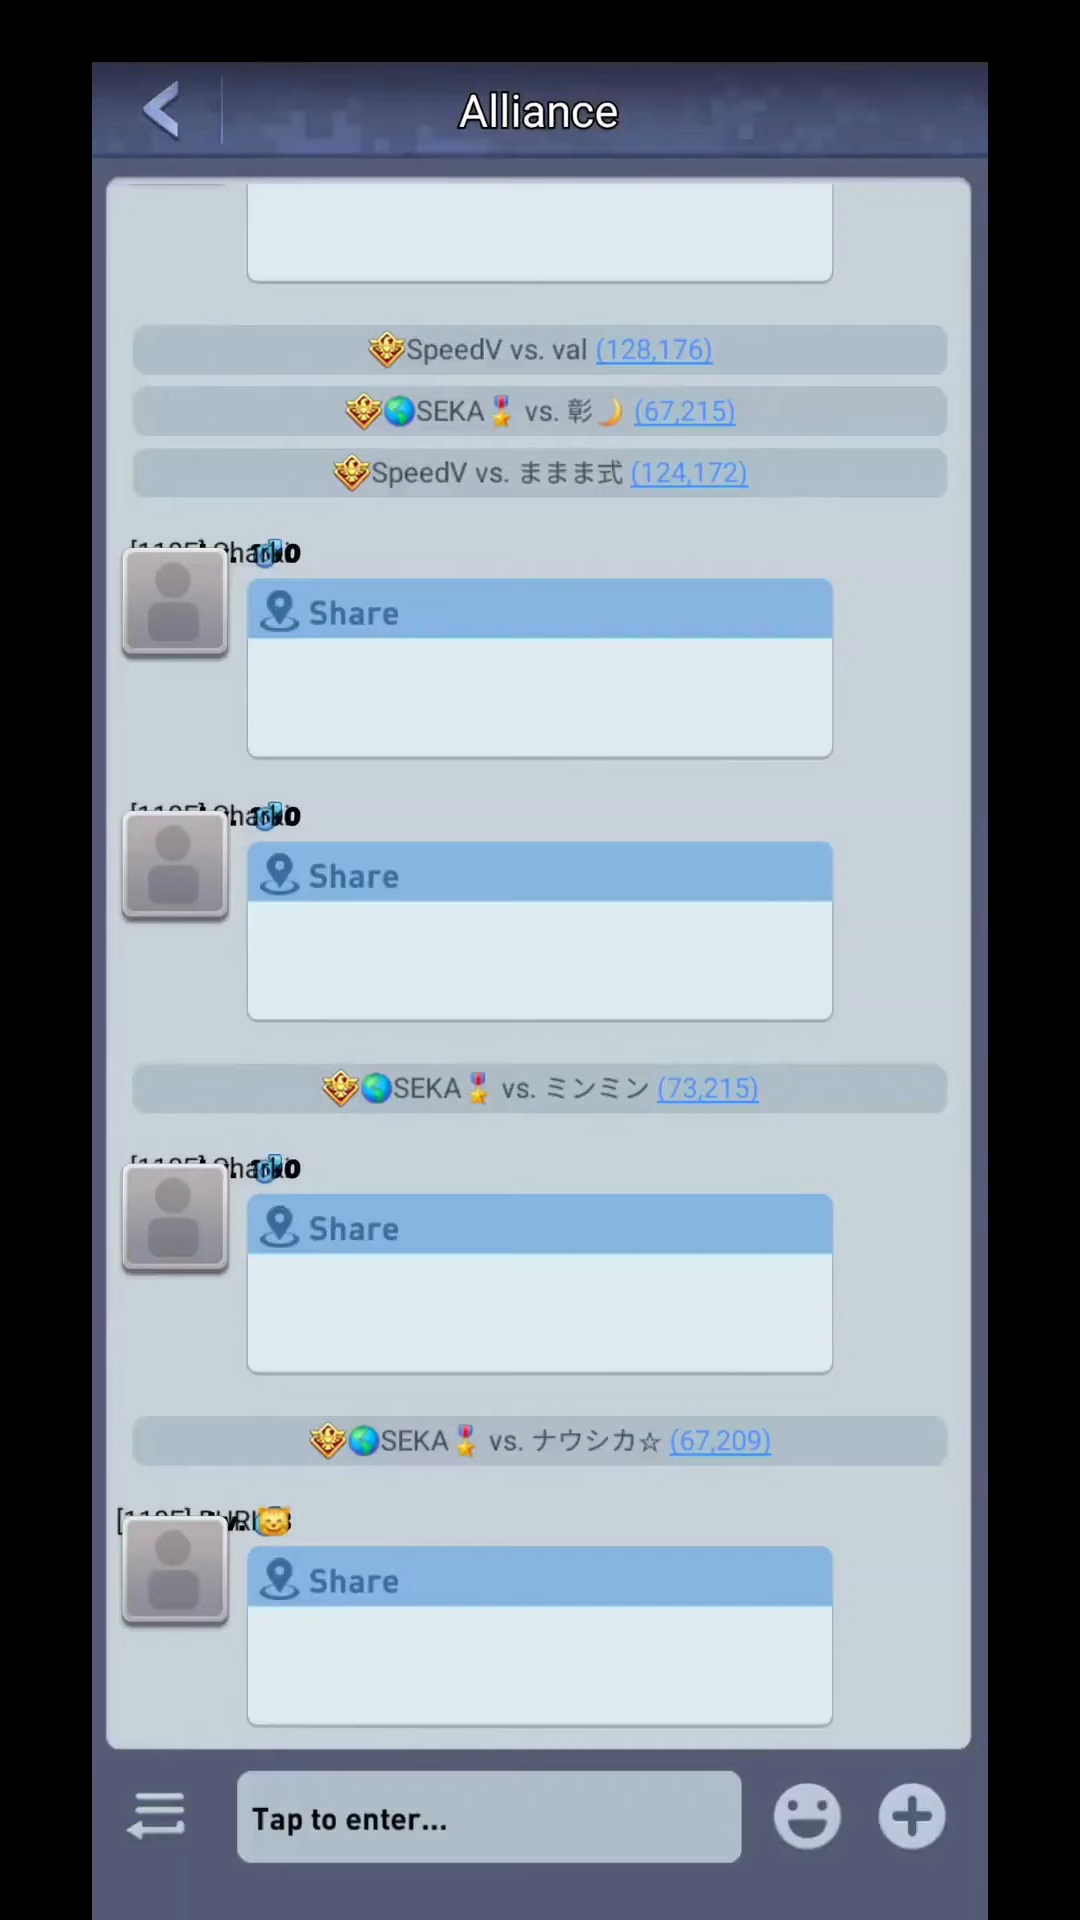 Alliance
SpeedV vs. val (128,176)
🌎SEKA🎖️ vs. 彰🌙 (67,215)
SpeedV vs. ままま式 (124,172)
Share
Share
🌎SEKA🎖️ vs. ミンミン (73,215)
Share
🌎SEKA🎖️ vs. ナウシカ☆ (67,209)
Share
Tap to enter...